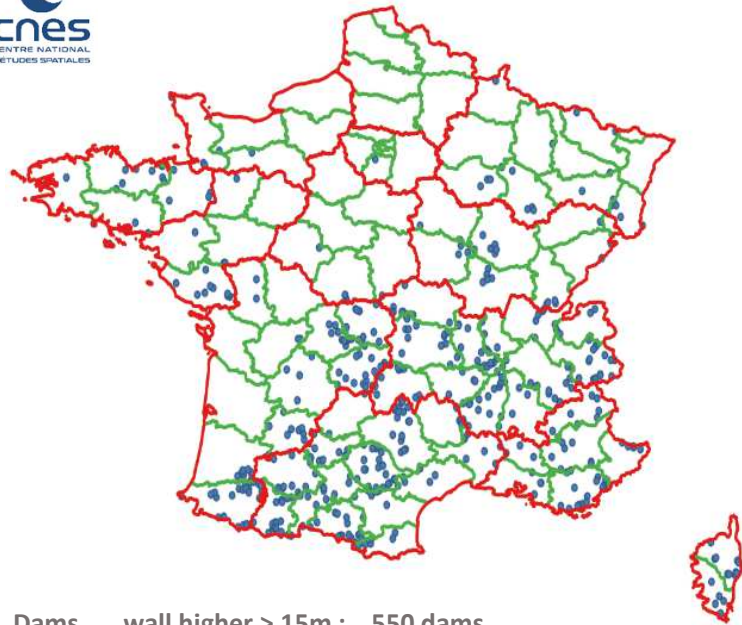 cnes
CENTRE NATIONAL
ÉTUDES SPATIALES
Dams wall higher > 15m : 550 dams